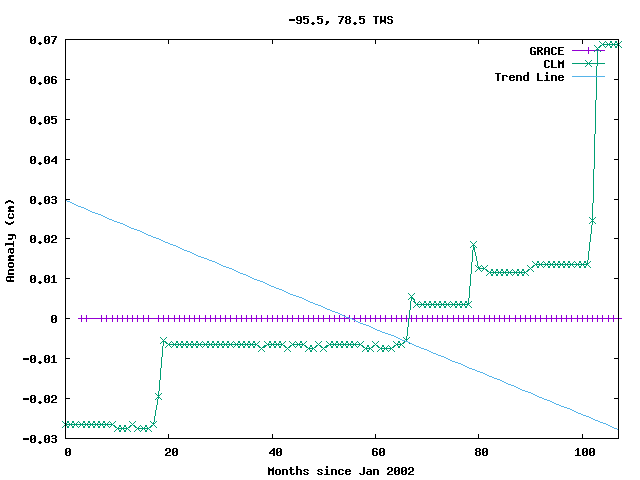 -95.5, 78.5 TWS
GRACE
CLM
Trend Line
0.07
0.06
0.05
0.04
0.03
0.02
0.01
0
-0.01
-0.02
-0.03
Anomaly (cm)
0 20 40 60 80 100
Months since Jan 2002